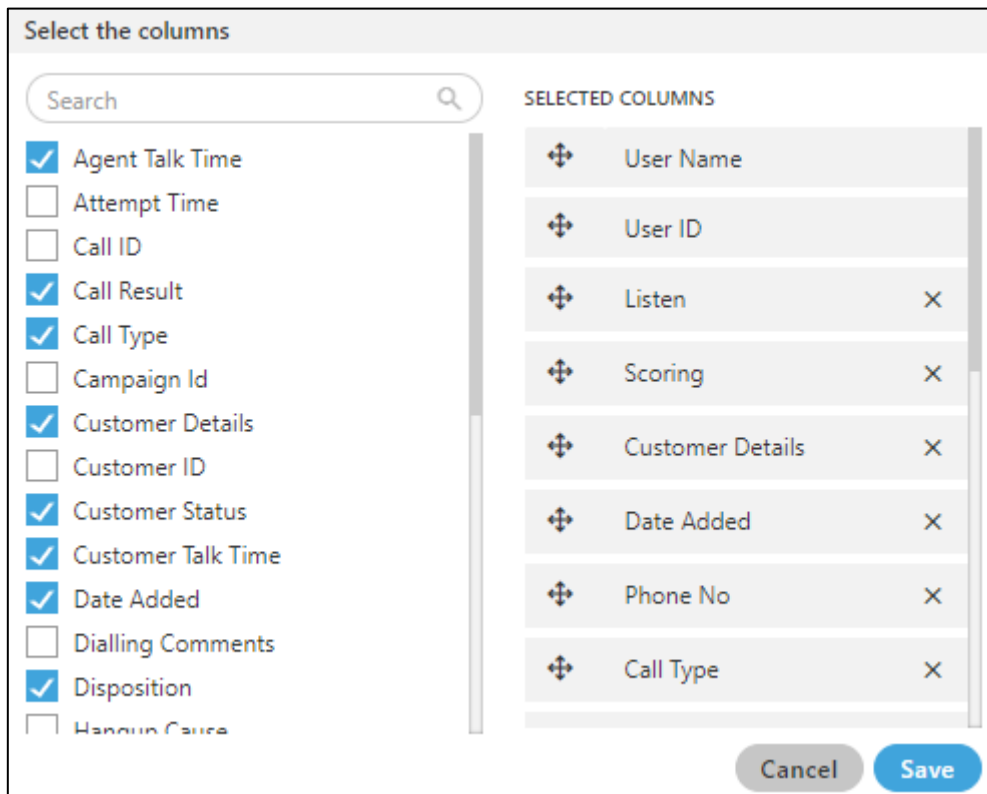 Select the columns
Search
Agent Talk Time
Attempt Time
Call ID
Call Result
Call Type
Campaign Id
Customer Details
Customer ID
Customer Status
Customer Talk Time
Date Added
Dialling Comments
Disposition
Hangup Cause
SELECTED COLUMNS
User Name
User ID
Listen
Scoring
Customer Details
Date Added
Phone No
Call Type
Cancel
Save